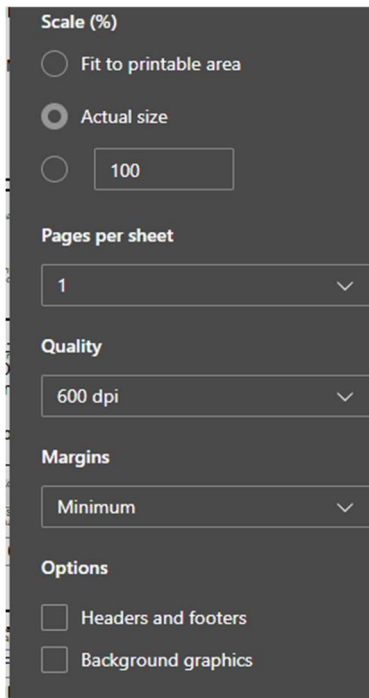 Scale (%)
Fit to printable area
Actual size
100
Pages per sheet
1
Quality
600 dpi
Margins
Minimum
Options
Headers and footers
Background graphics